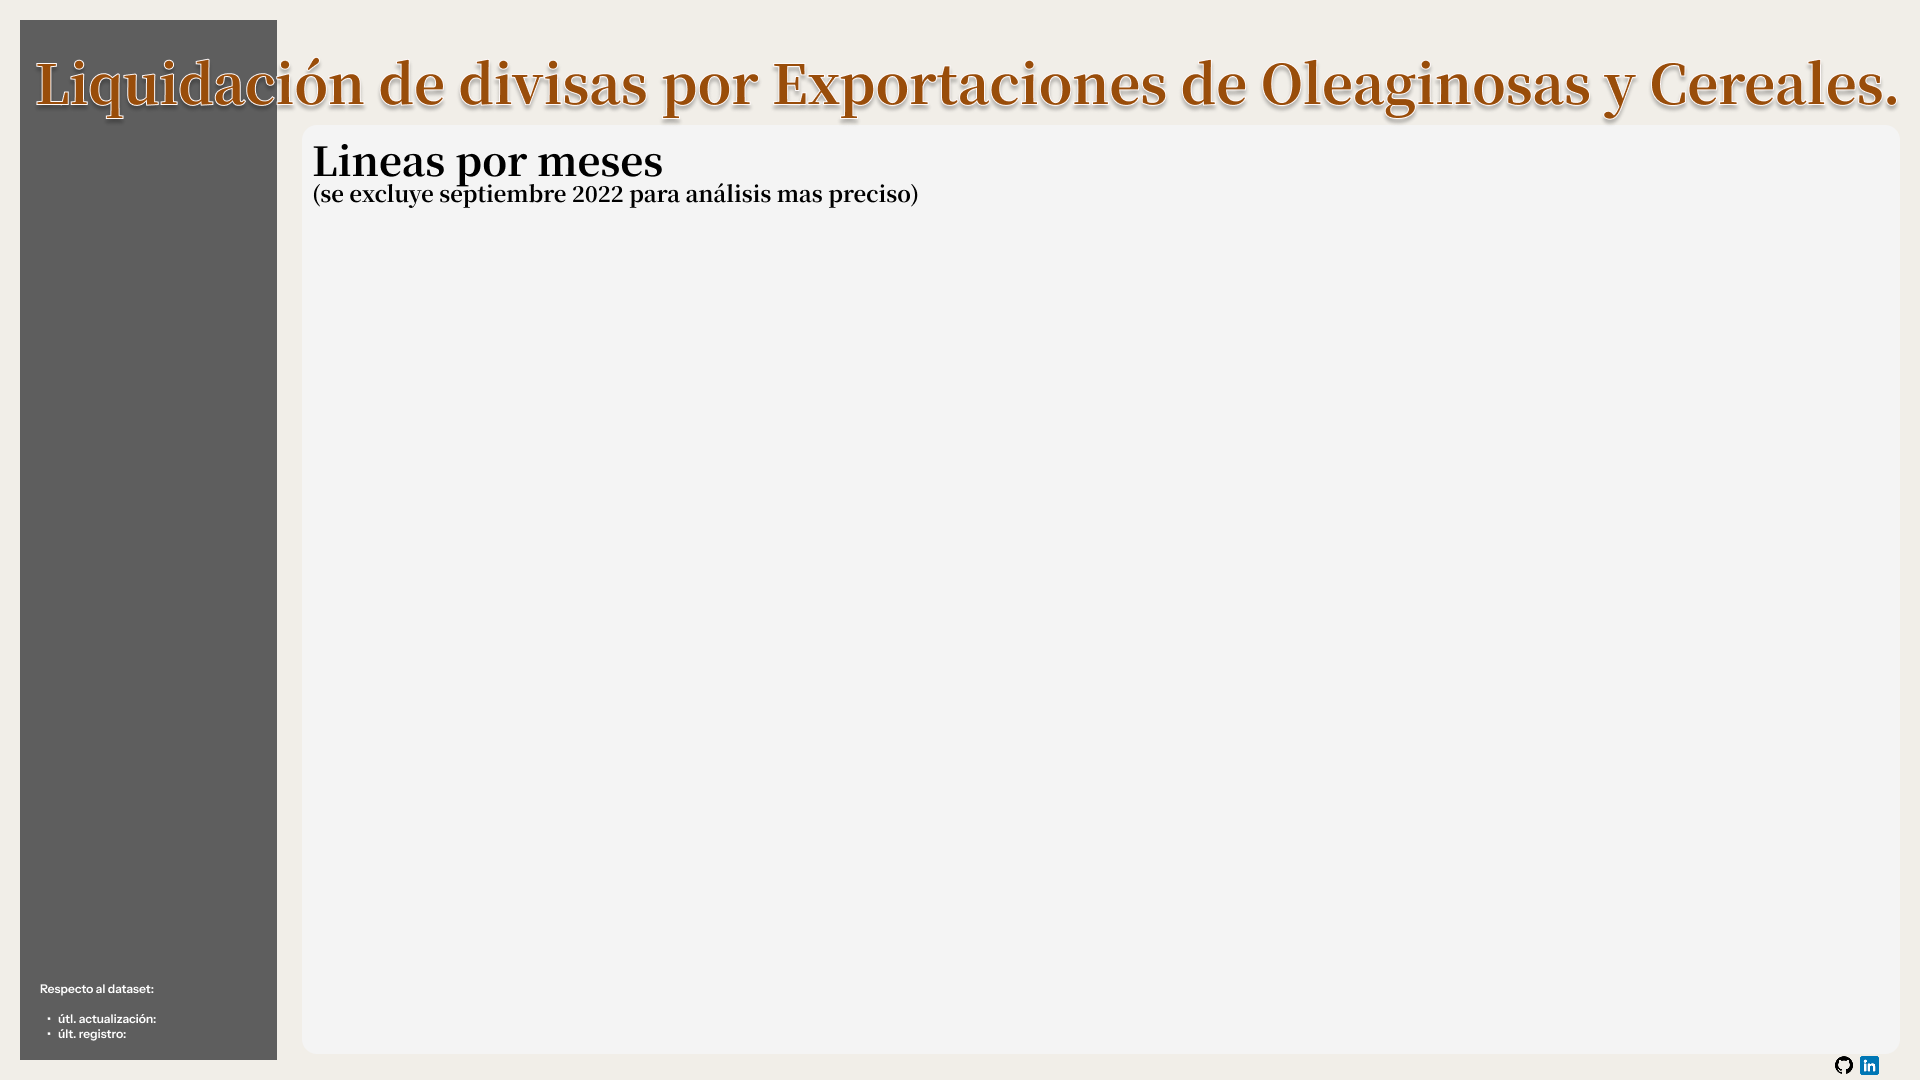 Liquidación de divisas por Exportaciones de Oleaginosas y Cereales.
Lineas por meses
(se excluye septiembre 2022 para análisis mas preciso)
Respecto al dataset:
• útl. actualización:
• últ. registro:
in